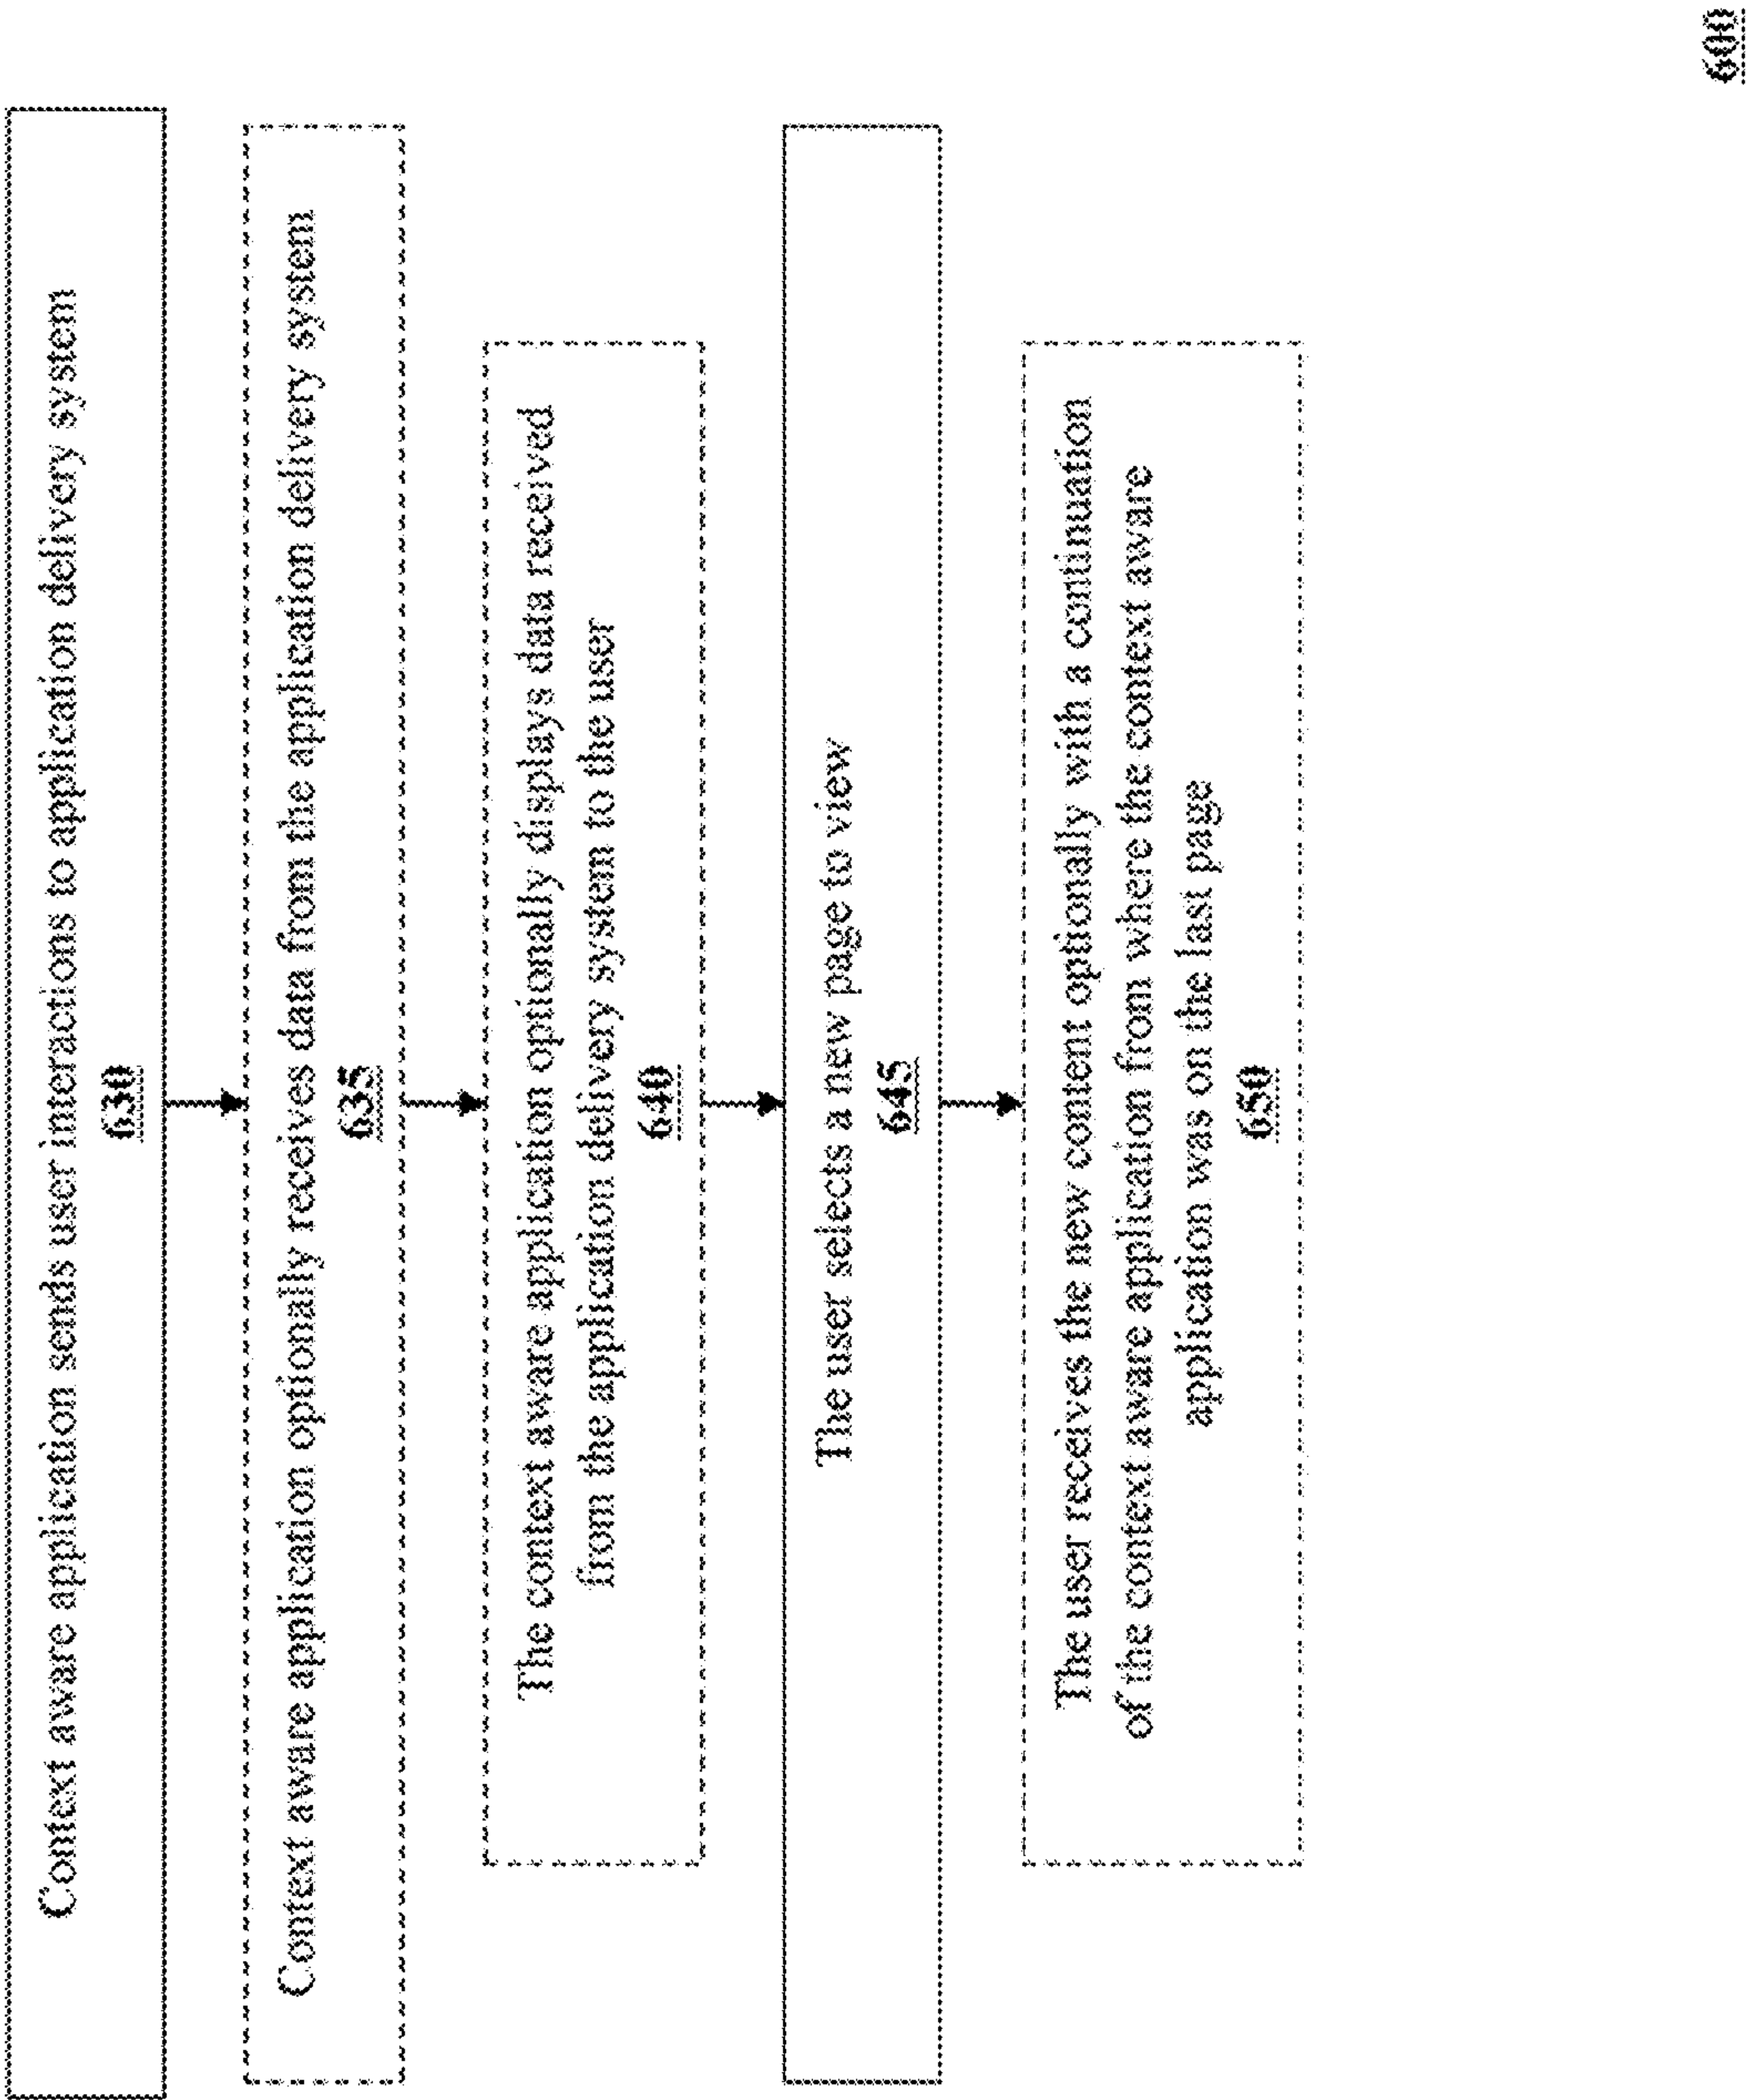 Context aware application sends user interactions to application delivery system
630
Context aware application optionally receives data from the application delivery system
635
The context aware application optionally displays data received
from the application delivery system to the user
640
The user selects a new page to view
645
The user receives the new content optionally with a continuation
of the context aware application from where the context aware
application was on the last page
650
600